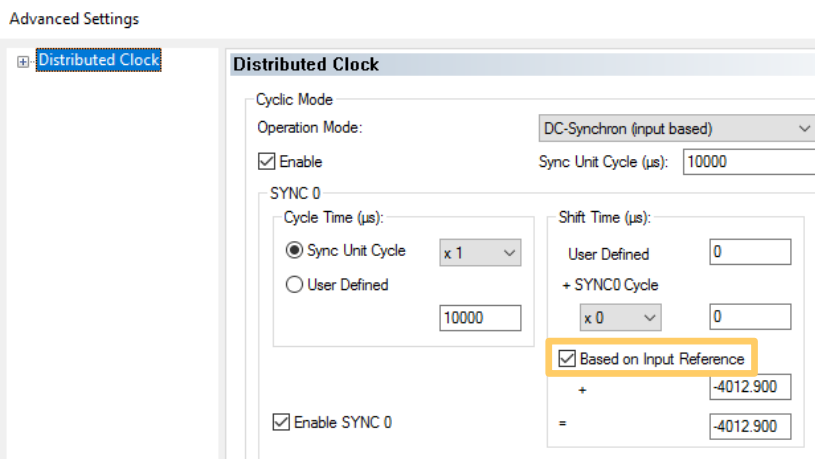 Advanced Settings
Distributed Clock
Distributed Clock
Cyclic Mode
Operation Mode:
DC-Synchron (input based)
Enable
Sync Unit Cycle (μs):
10000
SYNC 0
Cycle Time (μs):
Shift Time (μs):
Sync Unit Cycle
x 1
User Defined
0
User Defined
+ SYNC0 Cycle
10000
x 0
0
Based on Input Reference
+
-4012.900
Enable SYNC 0
=
-4012.900